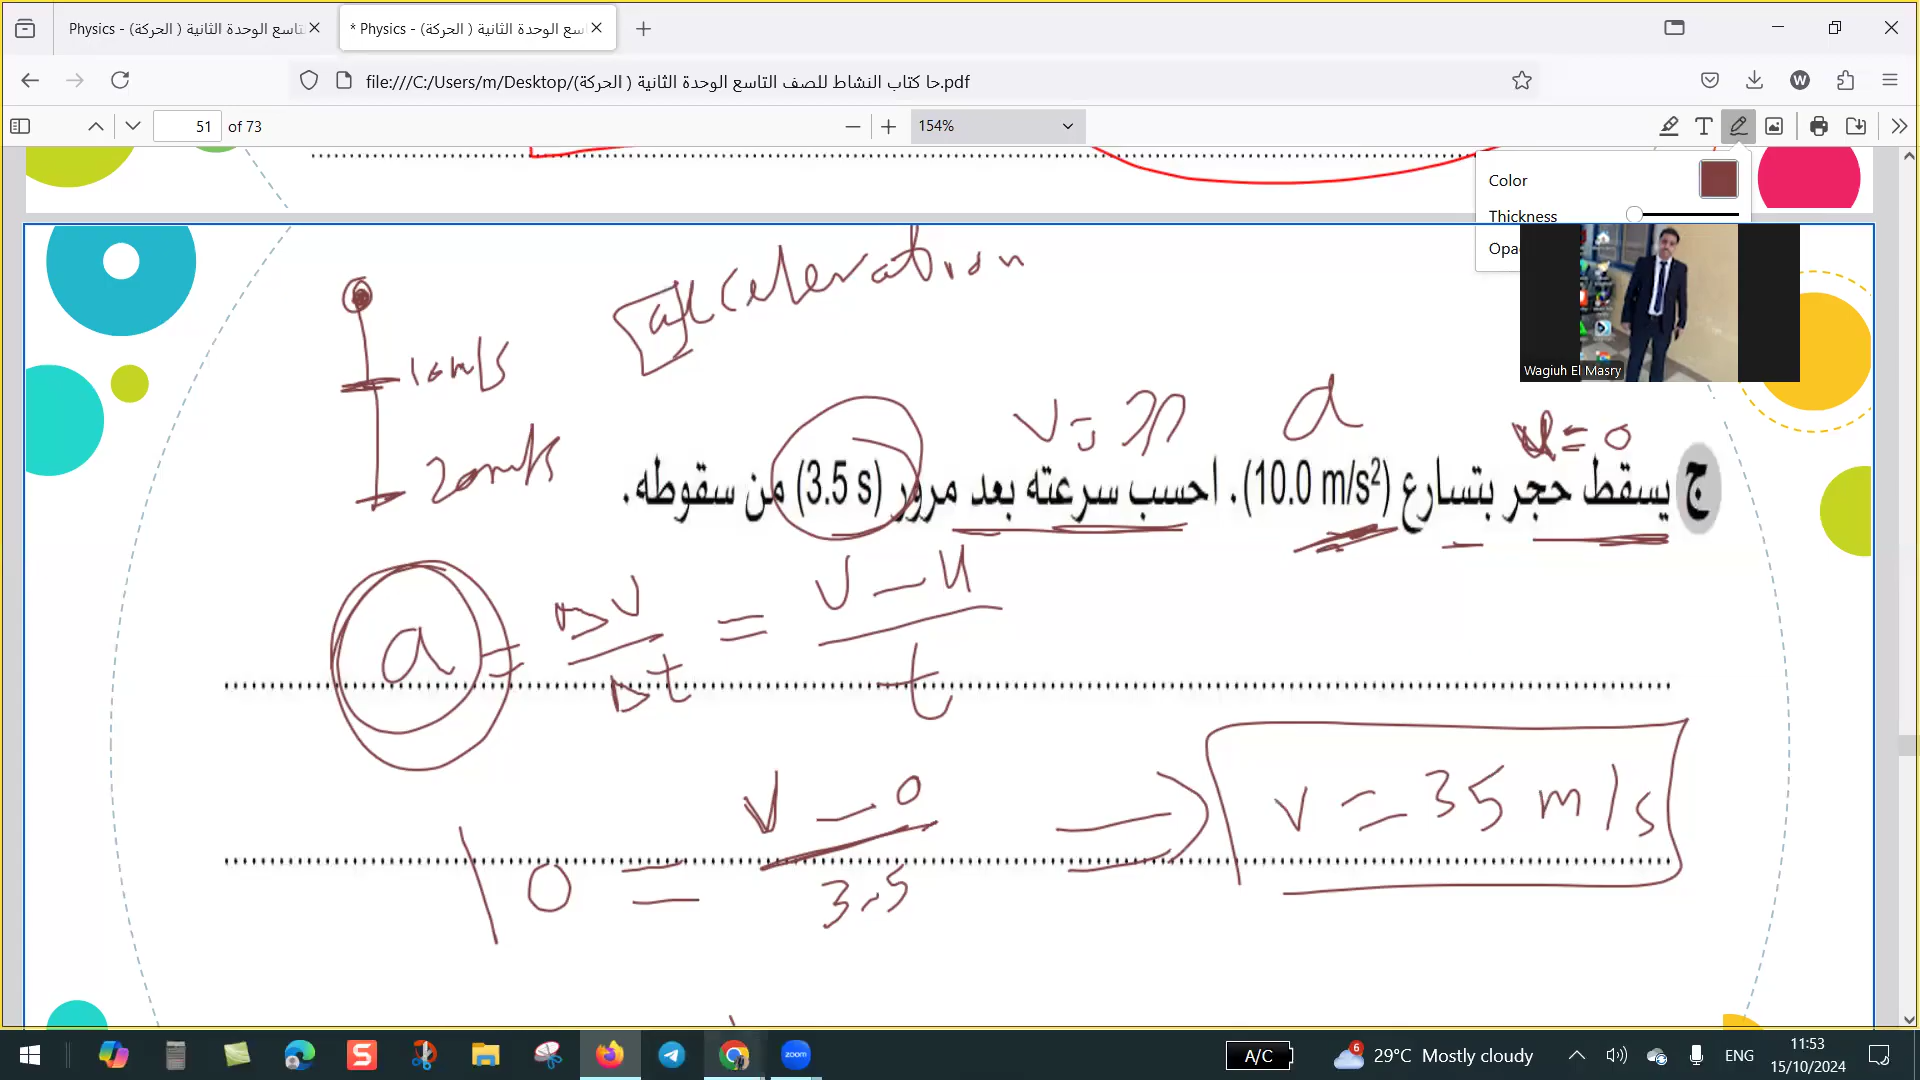 Physics - تاسع الوحدة الثانية ( الحركة)
* Physics - سع الوحدة الثانية ( الحركة)
file:///C:/Users/m/Desktop/حا كتاب النشاط للصف التاسع الوحدة الثانية ( الحركة).pdf
51 of 73
154%
Color
Thickness
Opac
acceleration
10m/s
Wagiuh El Masry
v = ??
a
u = 0
20m/s
ج يسقط حجر بتسارع (10.0 m/s²). احسب سرعته بعد مرور (3.5 s) من سقوطه.
a = ΔV/Δt = V - u/t
10 = V - 0/3.5 ⇒ v = 35 m/s
zoom
A/C
6
29°C Mostly cloudy
ENG
11:53
15/10/2024